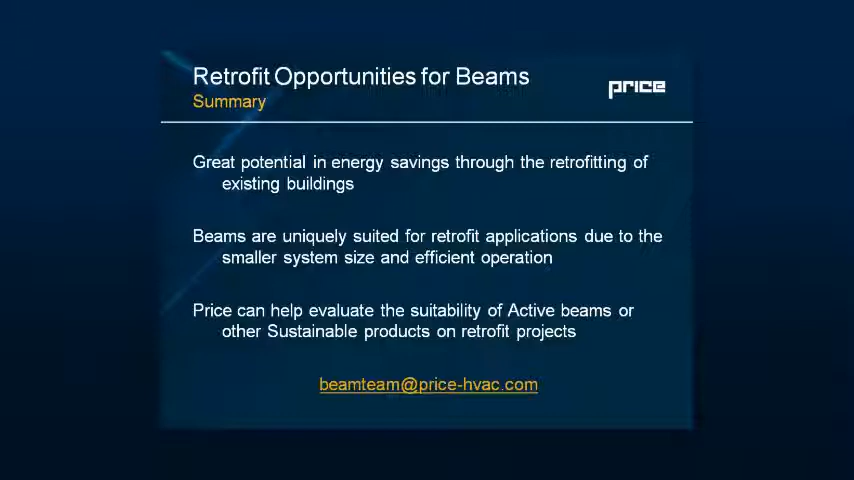 Retrofit Opportunities for Beams
Summary
price
Great potential in energy savings through the retrofitting of
existing buildings
Beams are uniquely suited for retrofit applications due to the
smaller system size and efficient operation
Price can help evaluate the suitability of Active beams or
other Sustainable products on retrofit projects
beamteam@price-hvac.com